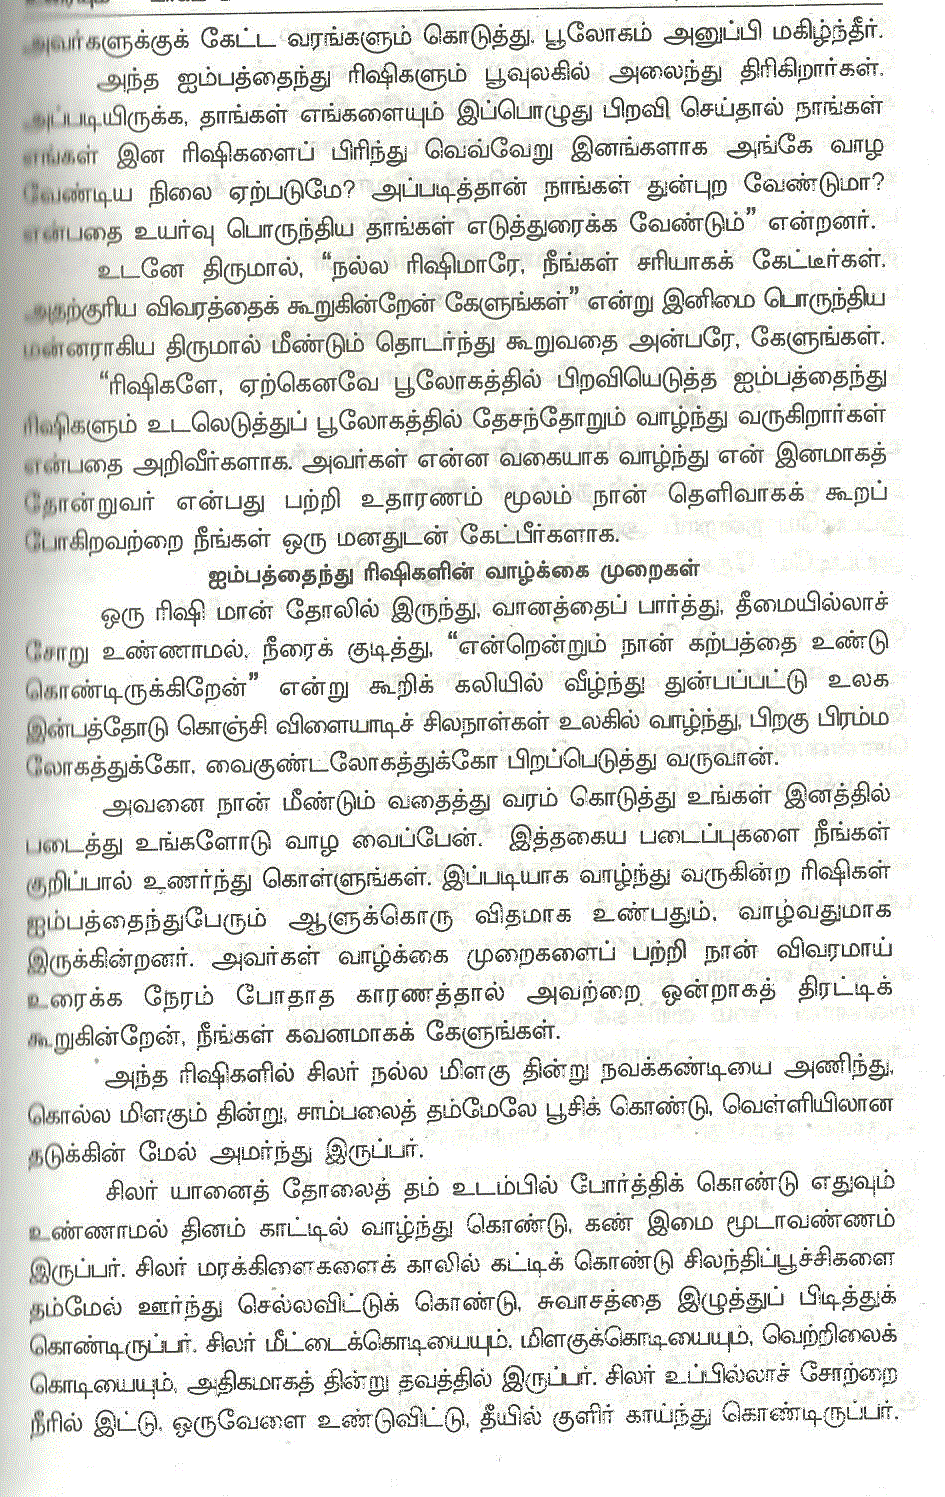 அவர்களுக்குக் கேட்ட வரங்களும் கொடுத்து, பூலோகம் அனுப்பி மகிழ்ந்தீர்.
அந்த ஐம்பத்தைந்து ரிஷிகளும் பூவுலகில் அலைந்து திரிகிறார்கள்.
அப்படியிருக்க, தாங்கள் எங்களையும் இப்பொழுது பிறவி செய்தால் நாங்கள்
எங்கள் இன ரிஷிகளைப் பிரிந்து வெவ்வேறு இனங்களாக அங்கே வாழ
வேண்டிய நிலை ஏற்படுமே? அப்படித்தான் நாங்கள் துன்புற வேண்டுமா?
என்பதை உயர்வு பொருந்திய தாங்கள் எடுத்துரைக்க வேண்டும்” என்றனர்.
உடனே திருமால், “நல்ல ரிஷிமாரே, நீங்கள் சரியாகக் கேட்டீர்கள்.
அதற்குரிய விவரத்தைக் கூறுகின்றேன் கேளுங்கள்” என்று இனிமை பொருந்திய
மன்னராகிய திருமால் மீண்டும் தொடர்ந்து கூறுவதை அன்பரே, கேளுங்கள்.
“ரிஷிகளே, ஏற்கெனவே பூலோகத்தில் பிறவியெடுத்த ஐம்பத்தைந்து
ரிஷிகளும் உடலெடுத்துப் பூலோகத்தில் தேசந்தோறும் வாழ்ந்து வருகிறார்கள்
என்பதை அறிவீர்களாக. அவர்கள் என்ன வகையாக வாழ்ந்து என் இனமாகத்
தோன்றுவர் என்பது பற்றி உதாரணம் மூலம் நான் தெளிவாகக் கூறப்
போகிறவற்றை நீங்கள் ஒரு மனதுடன் கேட்பீர்களாக.
ஐம்பத்தைந்து ரிஷிகளின் வாழ்க்கை முறைகள்
ஒரு ரிஷி மான் தோலில் இருந்து, வானத்தைப் பார்த்து, தீமையில்லாச்
சோறு உண்ணாமல், நீரைக் குடித்து, “என்றென்றும் நான் கற்பத்தை உண்டு
கொண்டிருக்கிறேன்” என்று கூறிக் கலியில் வீழ்ந்து துன்பப்பட்டு உலக
இன்பத்தோடு கொஞ்சி விளையாடிச் சிலநாள்கள் உலகில் வாழ்ந்து, பிறகு பிரம்ம
லோகத்துக்கோ, வைகுண்டலோகத்துக்கோ பிறப்பெடுத்து வருவான்.
அவனை நான் மீண்டும் வதைத்து வரம் கொடுத்து உங்கள் இனத்தில்
படைத்து உங்களோடு வாழ வைப்பேன். இத்தகைய படைப்புகளை நீங்கள்
குறிப்பால் உணர்ந்து கொள்ளுங்கள். இப்படியாக வாழ்ந்து வருகின்ற ரிஷிகள்
ஐம்பத்தைந்துபேரும் ஆளுக்கொரு விதமாக உண்பதும், வாழ்வதுமாக
இருக்கின்றனர். அவர்கள் வாழ்க்கை முறைகளைப் பற்றி நான் விவரமாய்
உரைக்க நேரம் போதாத காரணத்தால் அவற்றை ஒன்றாகத் திரட்டிக்
கூறுகின்றேன், நீங்கள் கவனமாகக் கேளுங்கள்.
அந்த ரிஷிகளில் சிலர் நல்ல மிளகு தின்று நவக்கண்டியை அணிந்து,
கொல்ல மிளகும் தின்று, சாம்பலைத் தம்மேலே பூசிக் கொண்டு, வெள்ளியிலான
தடுக்கின் மேல் அமர்ந்து இருப்பர்.
சிலர் யானைத் தோலைத் தம் உடம்பில் போர்த்திக் கொண்டு எதுவும்
உண்ணாமல் தினம் காட்டில் வாழ்ந்து கொண்டு, கண் இமை மூடாவண்ணம்
இருப்பர். சிலர் மரக்கிளைகளைக் காலில் கட்டிக் கொண்டு சிலந்திப்பூச்சிகளை
தம்மேல் ஊர்ந்து செல்லவிட்டுக் கொண்டு, சுவாசத்தை இழுத்துப் பிடித்துக்
கொண்டிருப்பர். சிலர் மீட்டைக்கொடியையும், மிளகுக்கொடியையும், வெற்றிலைக்
கொடியையும், அதிகமாகத் தின்று தவத்தில் இருப்பர். சிலர் உப்பில்லாச் சோற்றை
நீரில் இட்டு, ஒருவேளை உண்டுவிட்டு, தீயில் குளிர் காய்ந்து கொண்டிருப்பர்.